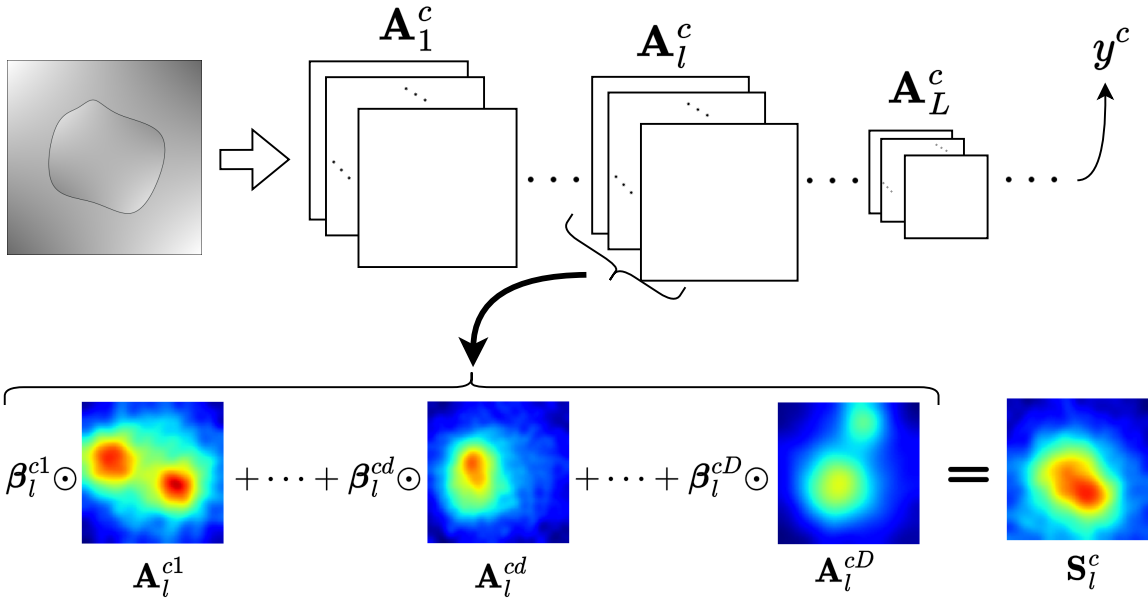 A_1^c
A_l^c
A_L^c
y^c
· · ·
· · ·
· · ·
β_l^{c1} ⊙ + · · · + β_l^{cd} ⊙ + · · · + β_l^{cD} ⊙ =
A_l^{c1}
A_l^{cd}
A_l^{cD}
S_l^c